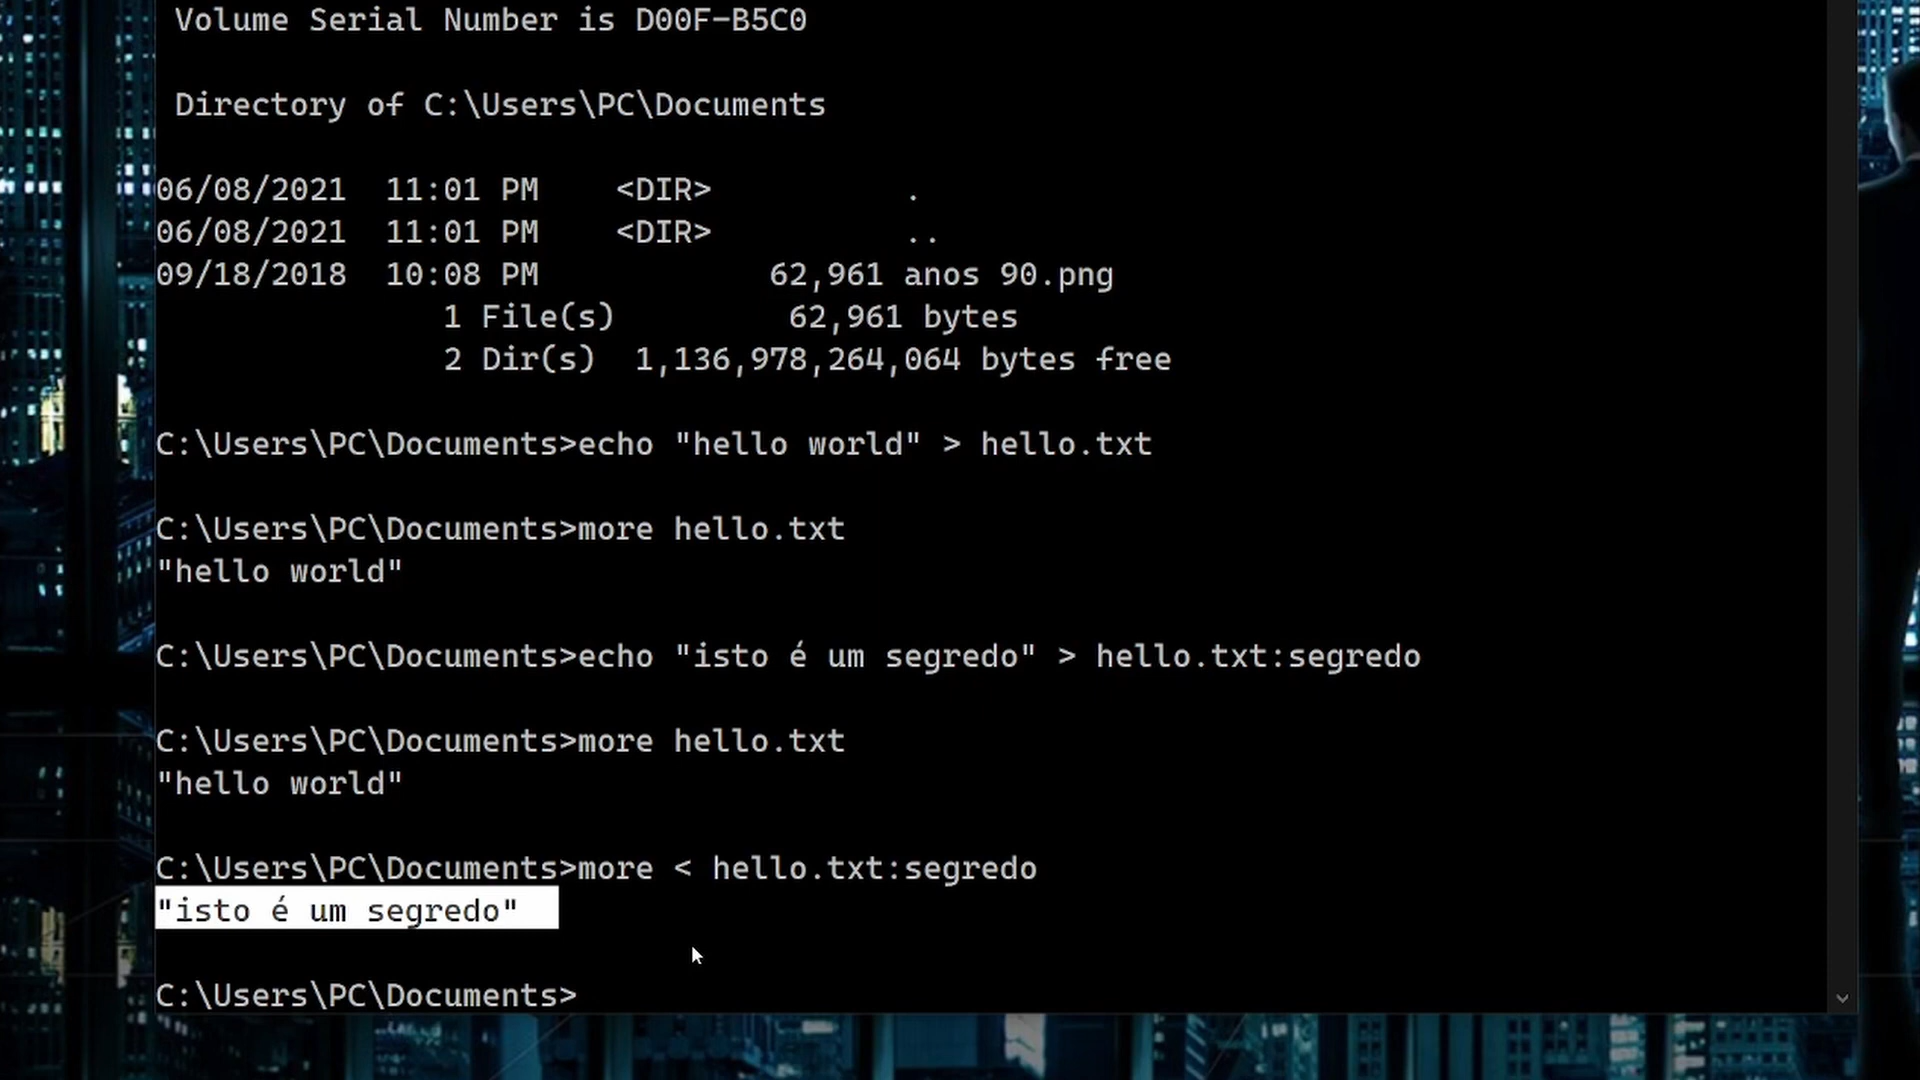 Volume Serial Number is D00F-B5C0
Directory of C:\Users\PC\Documents
06/08/2021  11:01 PM    <DIR>          .
06/08/2021  11:01 PM    <DIR>          ..
09/18/2018  10:08 PM            62,961 anos 90.png
1 File(s)         62,961 bytes
2 Dir(s)  1,136,978,264,064 bytes free
C:\Users\PC\Documents>echo "hello world" > hello.txt
C:\Users\PC\Documents>more hello.txt
"hello world"
C:\Users\PC\Documents>echo "isto é um segredo" > hello.txt:segredo
C:\Users\PC\Documents>more hello.txt
"hello world"
C:\Users\PC\Documents>more < hello.txt:segredo
"isto é um segredo"
C:\Users\PC\Documents>